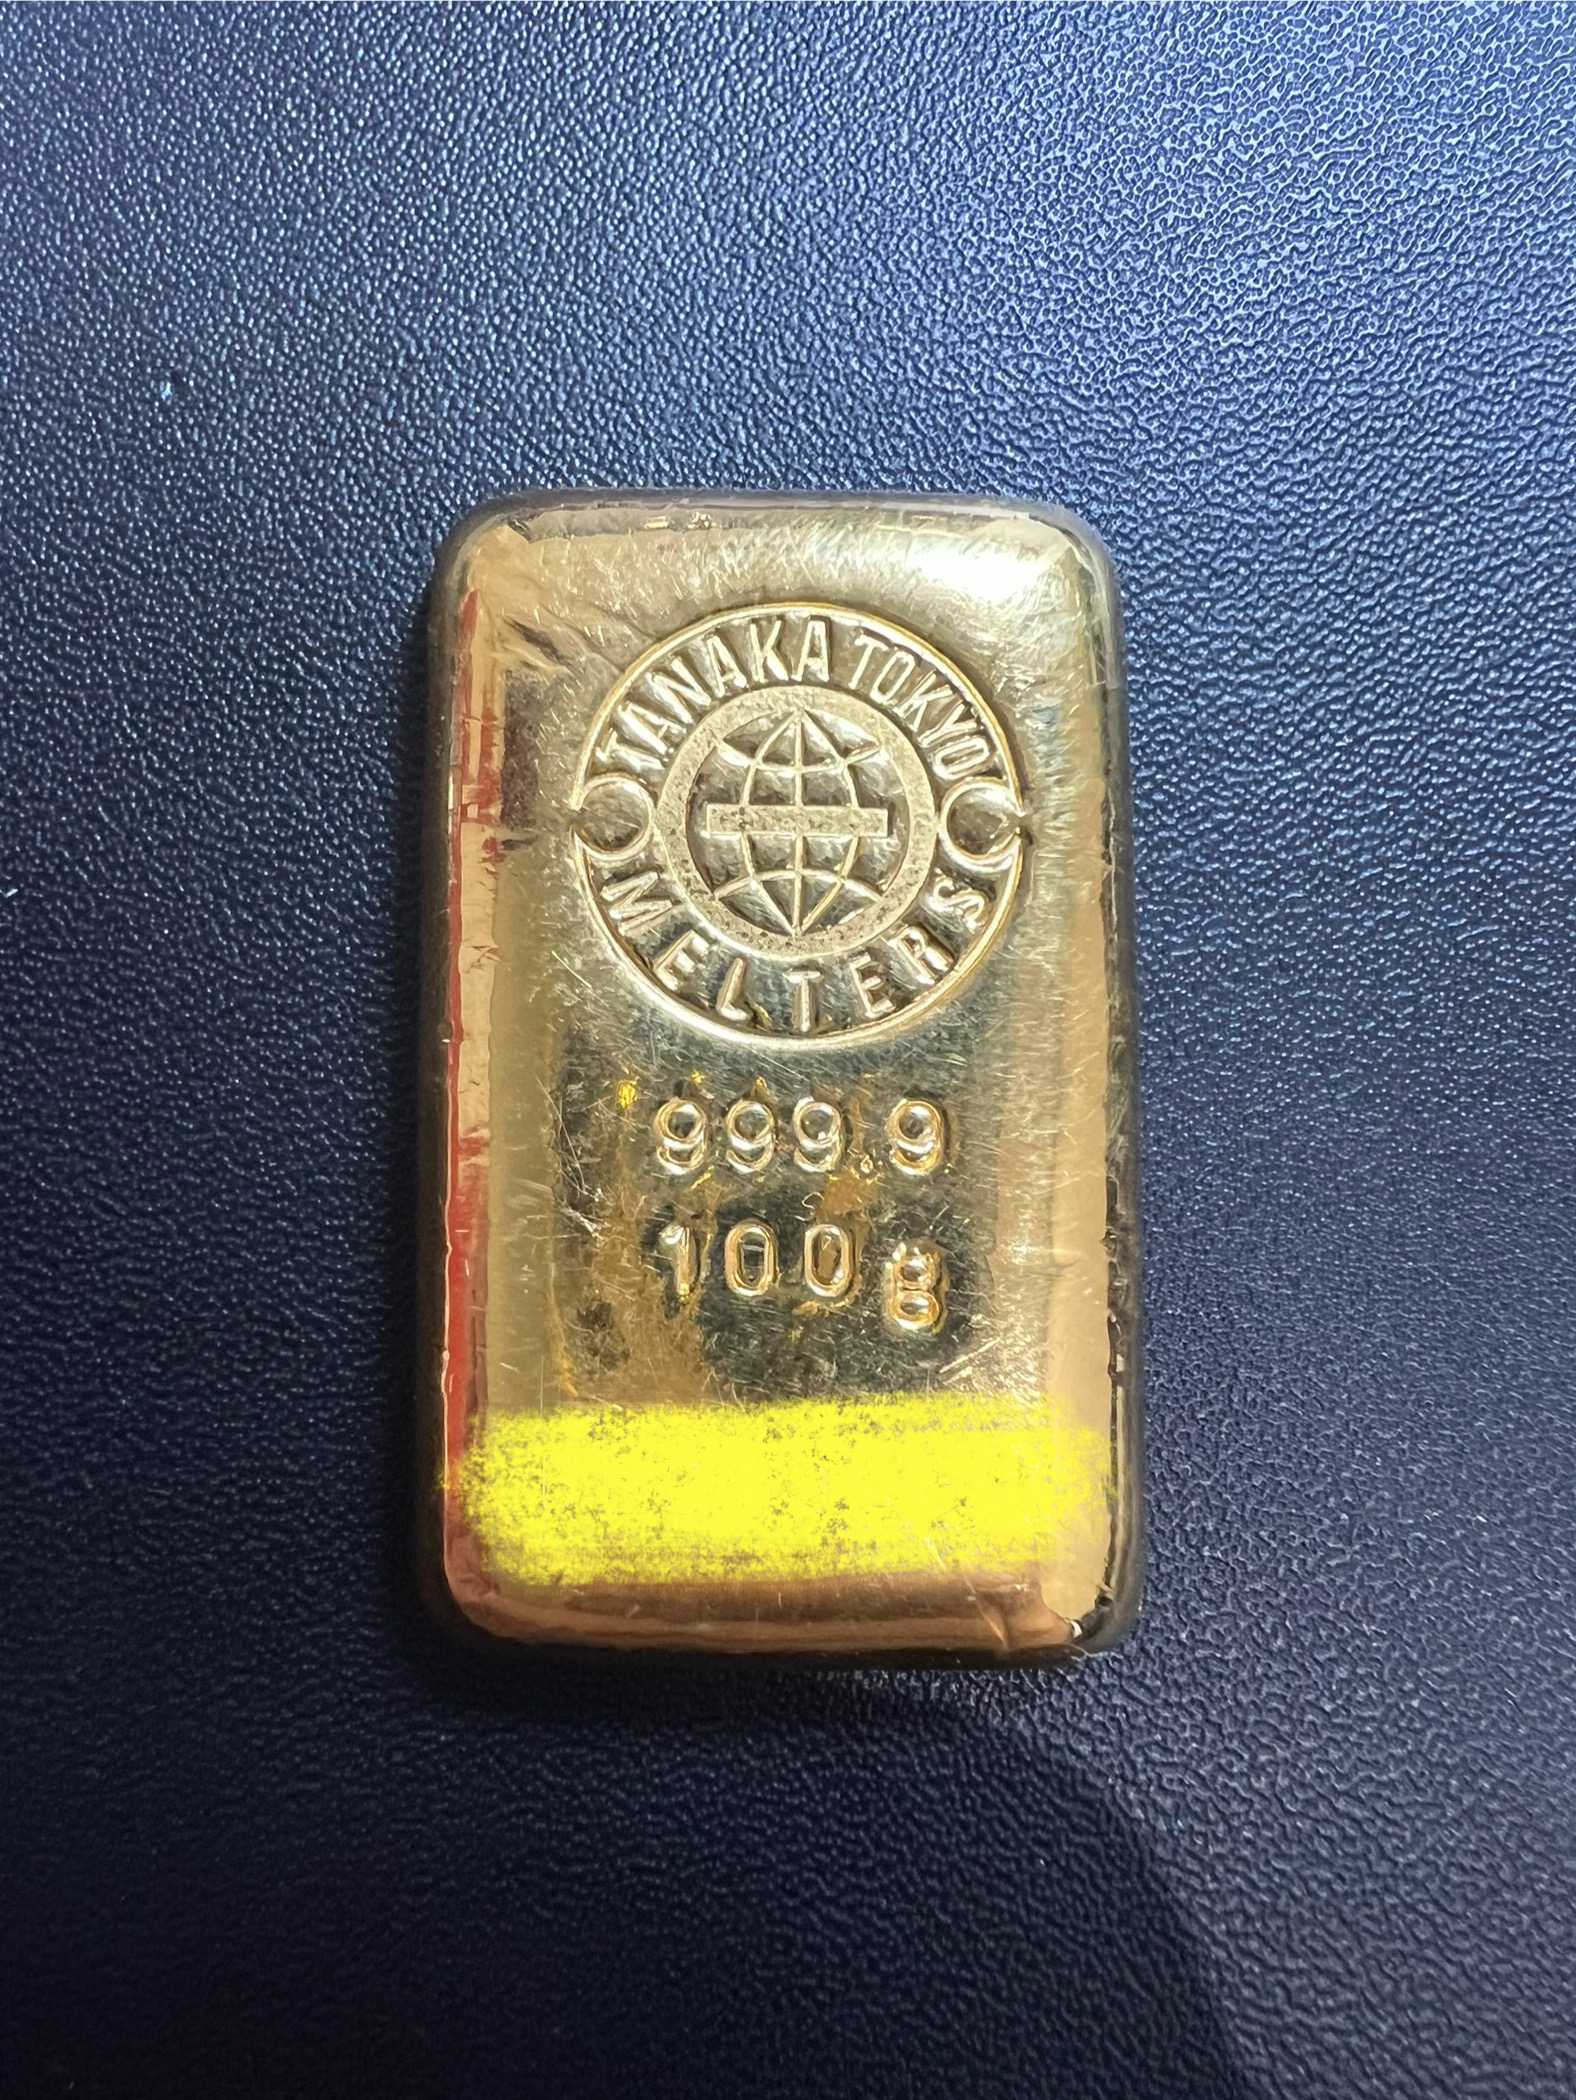 TANAKA TOKYO
MELTERS
999.9
100g